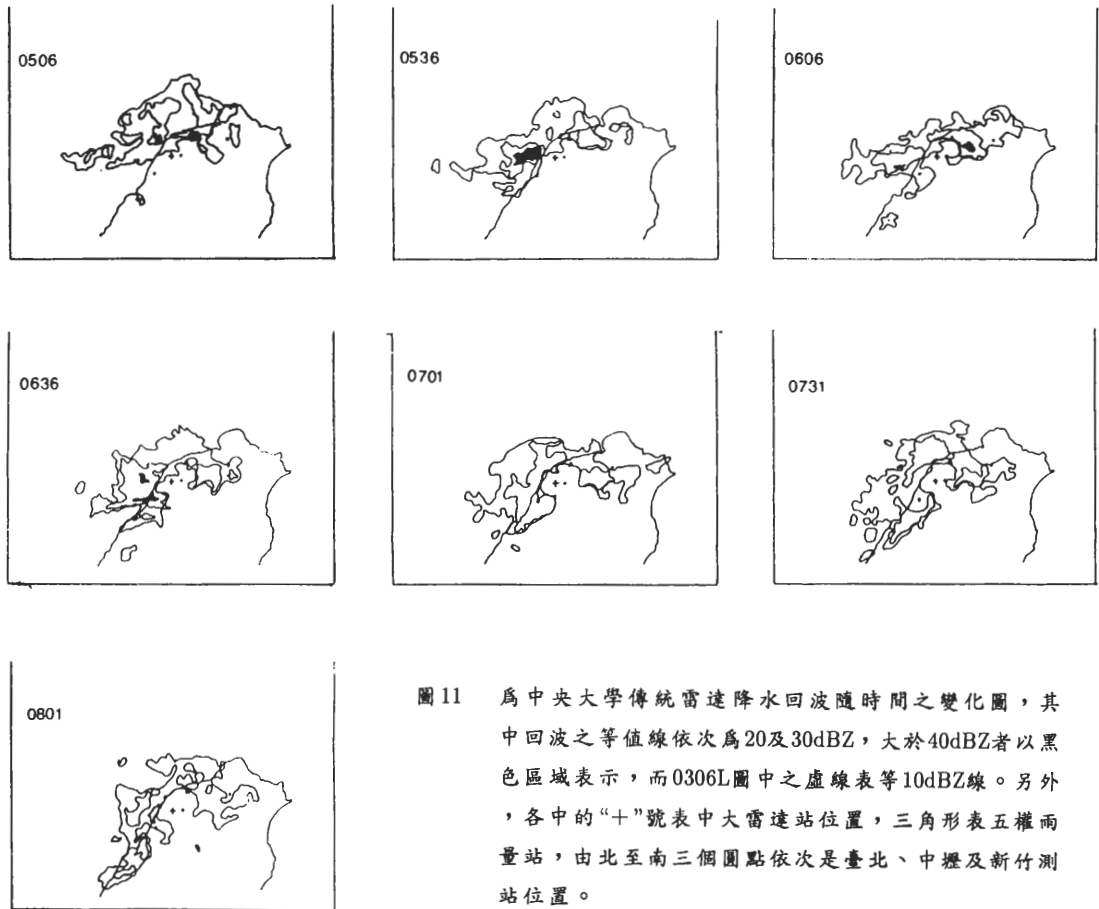 0506
0536
0606
0636
0701
0731
0801
圖11 爲中央大學傳統雷達降水回波隨時間之變化圖，其
中回波之等值線依次爲20及30dBZ，大於40dBZ者以黑
色區域表示，而0306L圖中之虛線表等10dBZ線。另外
，各中的“＋”號表中大雷達站位置，三角形表五權雨
量站，由北至南三個圓點依次是臺北、中壢及新竹測
站位置。